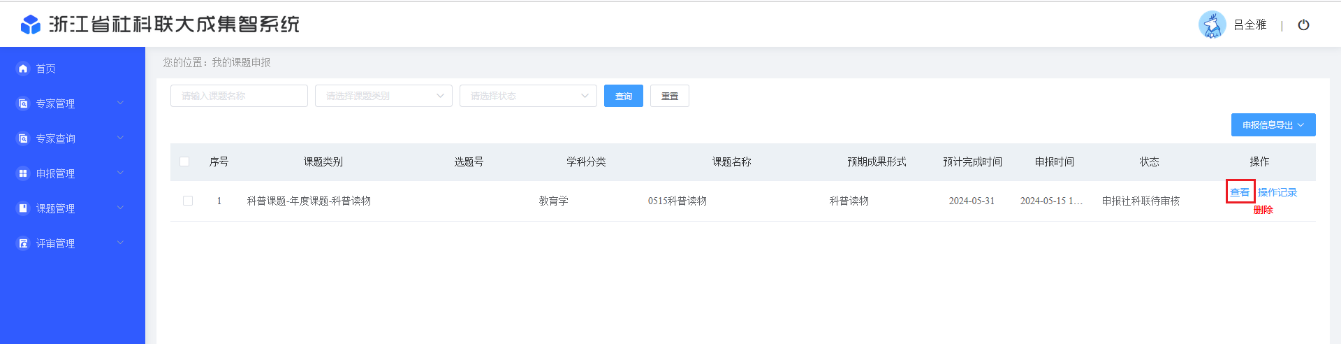 浙江省社科联大成集智系统
吕全雅 |
首页
专家管理
专家查询
申报管理
课题管理
评审管理
您的位置：我的课题申报
请输入课题名称 请选择课题类别 请选择状态 查询 重置
申报信息导出
序号 课题类别 选题号 学科分类 课题名称 预期成果形式 预计完成时间 申报时间 状态 操作
1 科普课题-年度课题-科普读物 教育学 0515科普读物 科普读物 2024-05-31 2024-05-15 1... 申报社科联待审核 查看 操作记录
删除